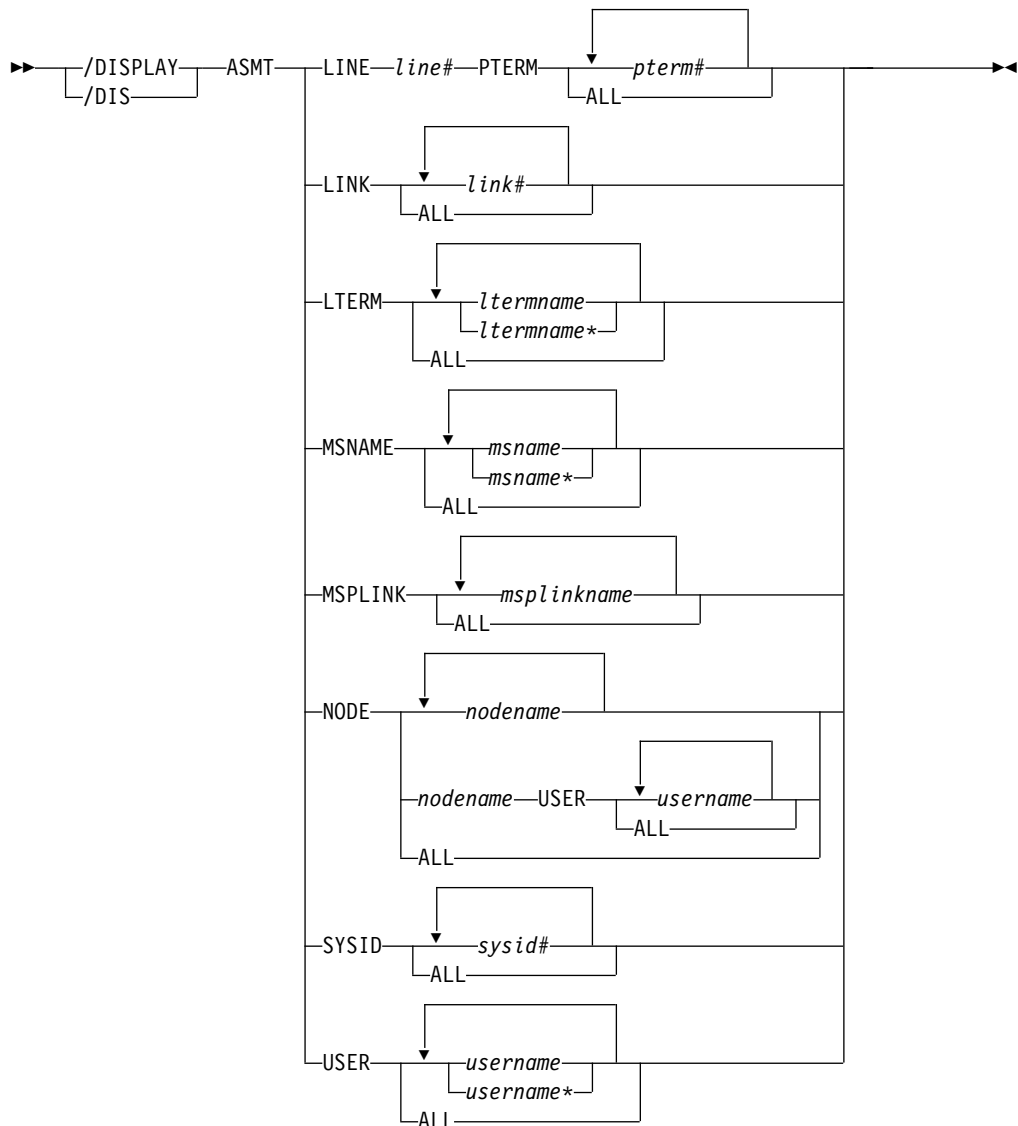 /DISPLAY ASMT LINE line# PTERM pterm#
/DIS ALL
LINK link#
ALL
LTERM ltermname
ltermname*
ALL
MSNAME msname
msname*
ALL
MSPLINK msplinkname
ALL
NODE nodename
nodename USER username
ALL
ALL
SYSID sysid#
ALL
USER username
username*
ALL